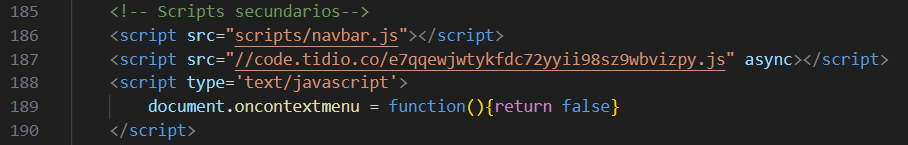 185 <!-- Scripts secundarios-->
186 <script src="scripts/navbar.js"></script>
187 <script src="//code.tidio.co/e7qqewjwtykfdc72yyii98sz9wbvizpy.js" async></script>
188 <script type='text/javascript'>
189 document.oncontextmenu = function(){return false}
190 </script>